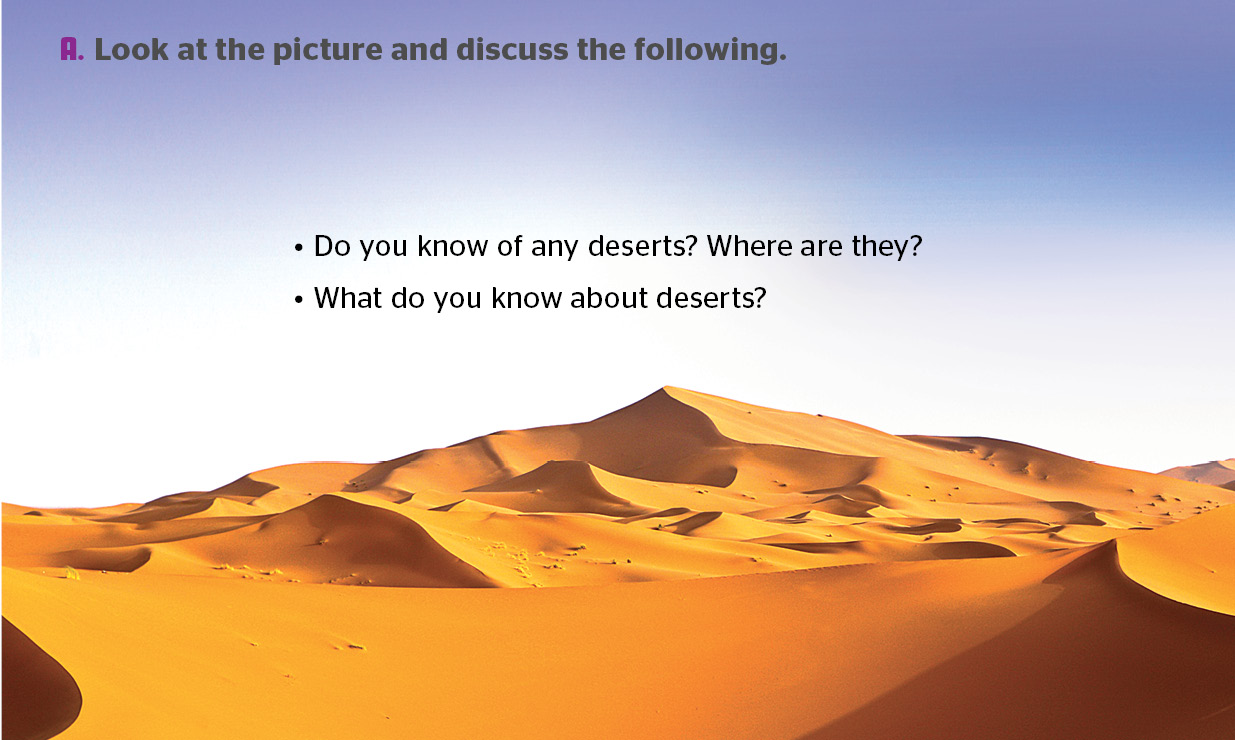 A. Look at the picture and discuss the following.
• Do you know of any deserts? Where are they?
• What do you know about deserts?